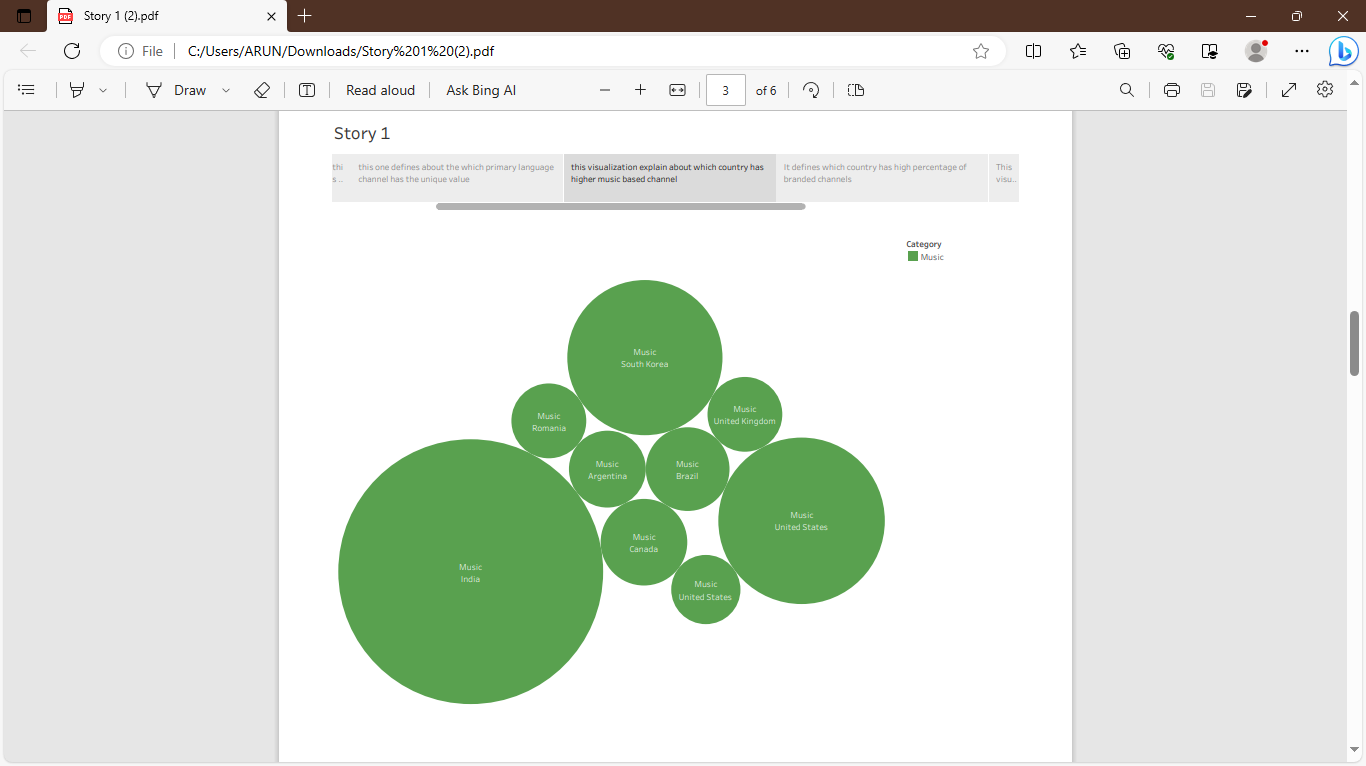 Story 1 (2).pdf
File
C:/Users/ARUN/Downloads/Story%201%20(2).pdf
Draw
Read aloud
Ask Bing AI
3
of 6
Story 1
thi
s ..
this one defines about the which primary language
channel has the unique value
this visualization explain about which country has
higher music based channel
It defines which country has high percentage of
branded channels
This
visu..
Category
Music
Music
South Korea
Music
United Kingdom
Music
Romania
Music
Argentina
Music
Brazil
Music
United States
Music
Canada
Music
India
Music
United States